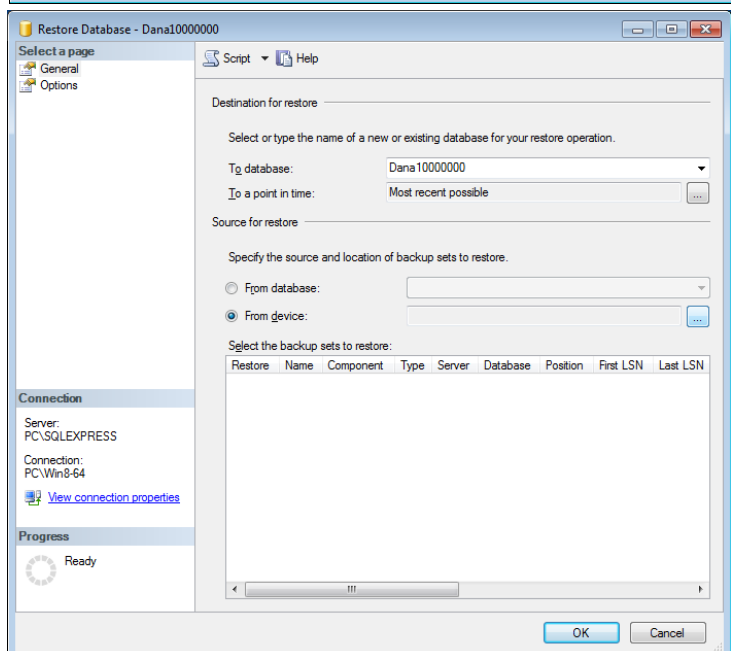 Restore Database - Dana10000000
Select a page
General
Options
Script
Help
Destination for restore
Select or type the name of a new or existing database for your restore operation.
To database:
Dana10000000
To a point in time:
Most recent possible
...
Source for restore
Specify the source and location of backup sets to restore.
From database:
From device:
...
Select the backup sets to restore:
Restore Name Component Type Server Database Position First LSN Last LSN
Connection
Server:
PC\SQLEXPRESS
Connection:
PC\Win8-64
View connection properties
Progress
Ready
OK
Cancel